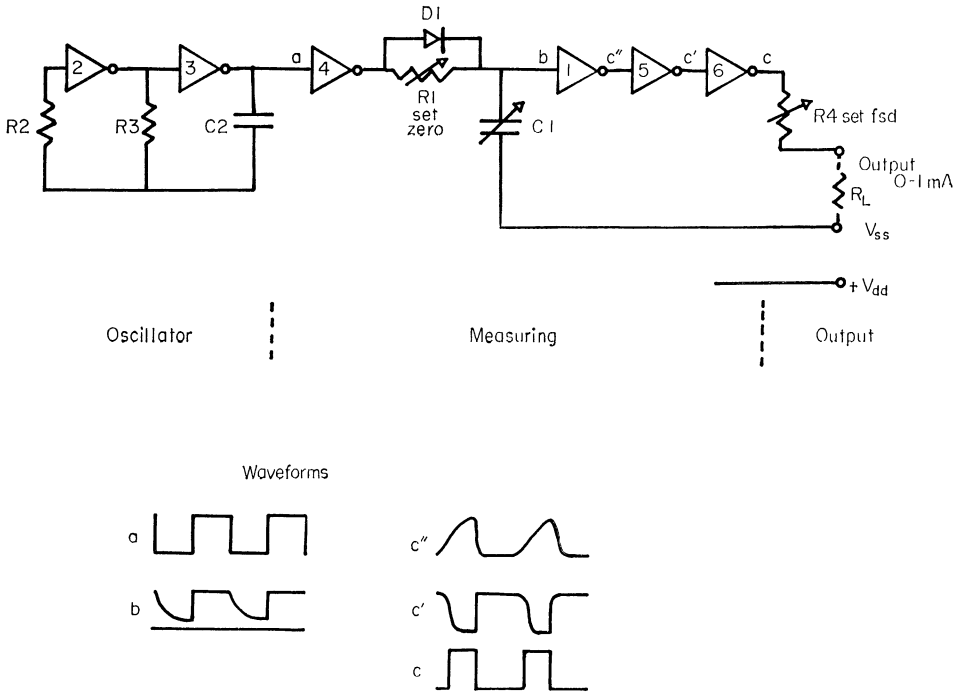 D1
2
3
a
4
b
1
c″
5
c′
6
c
R1
set
zero
R2
R3
C2
C1
R4 set fsd
Output
0-1mA
RL
Vss
+Vdd
Oscillator
Measuring
Output
Waveforms
a
b
c″
c′
c